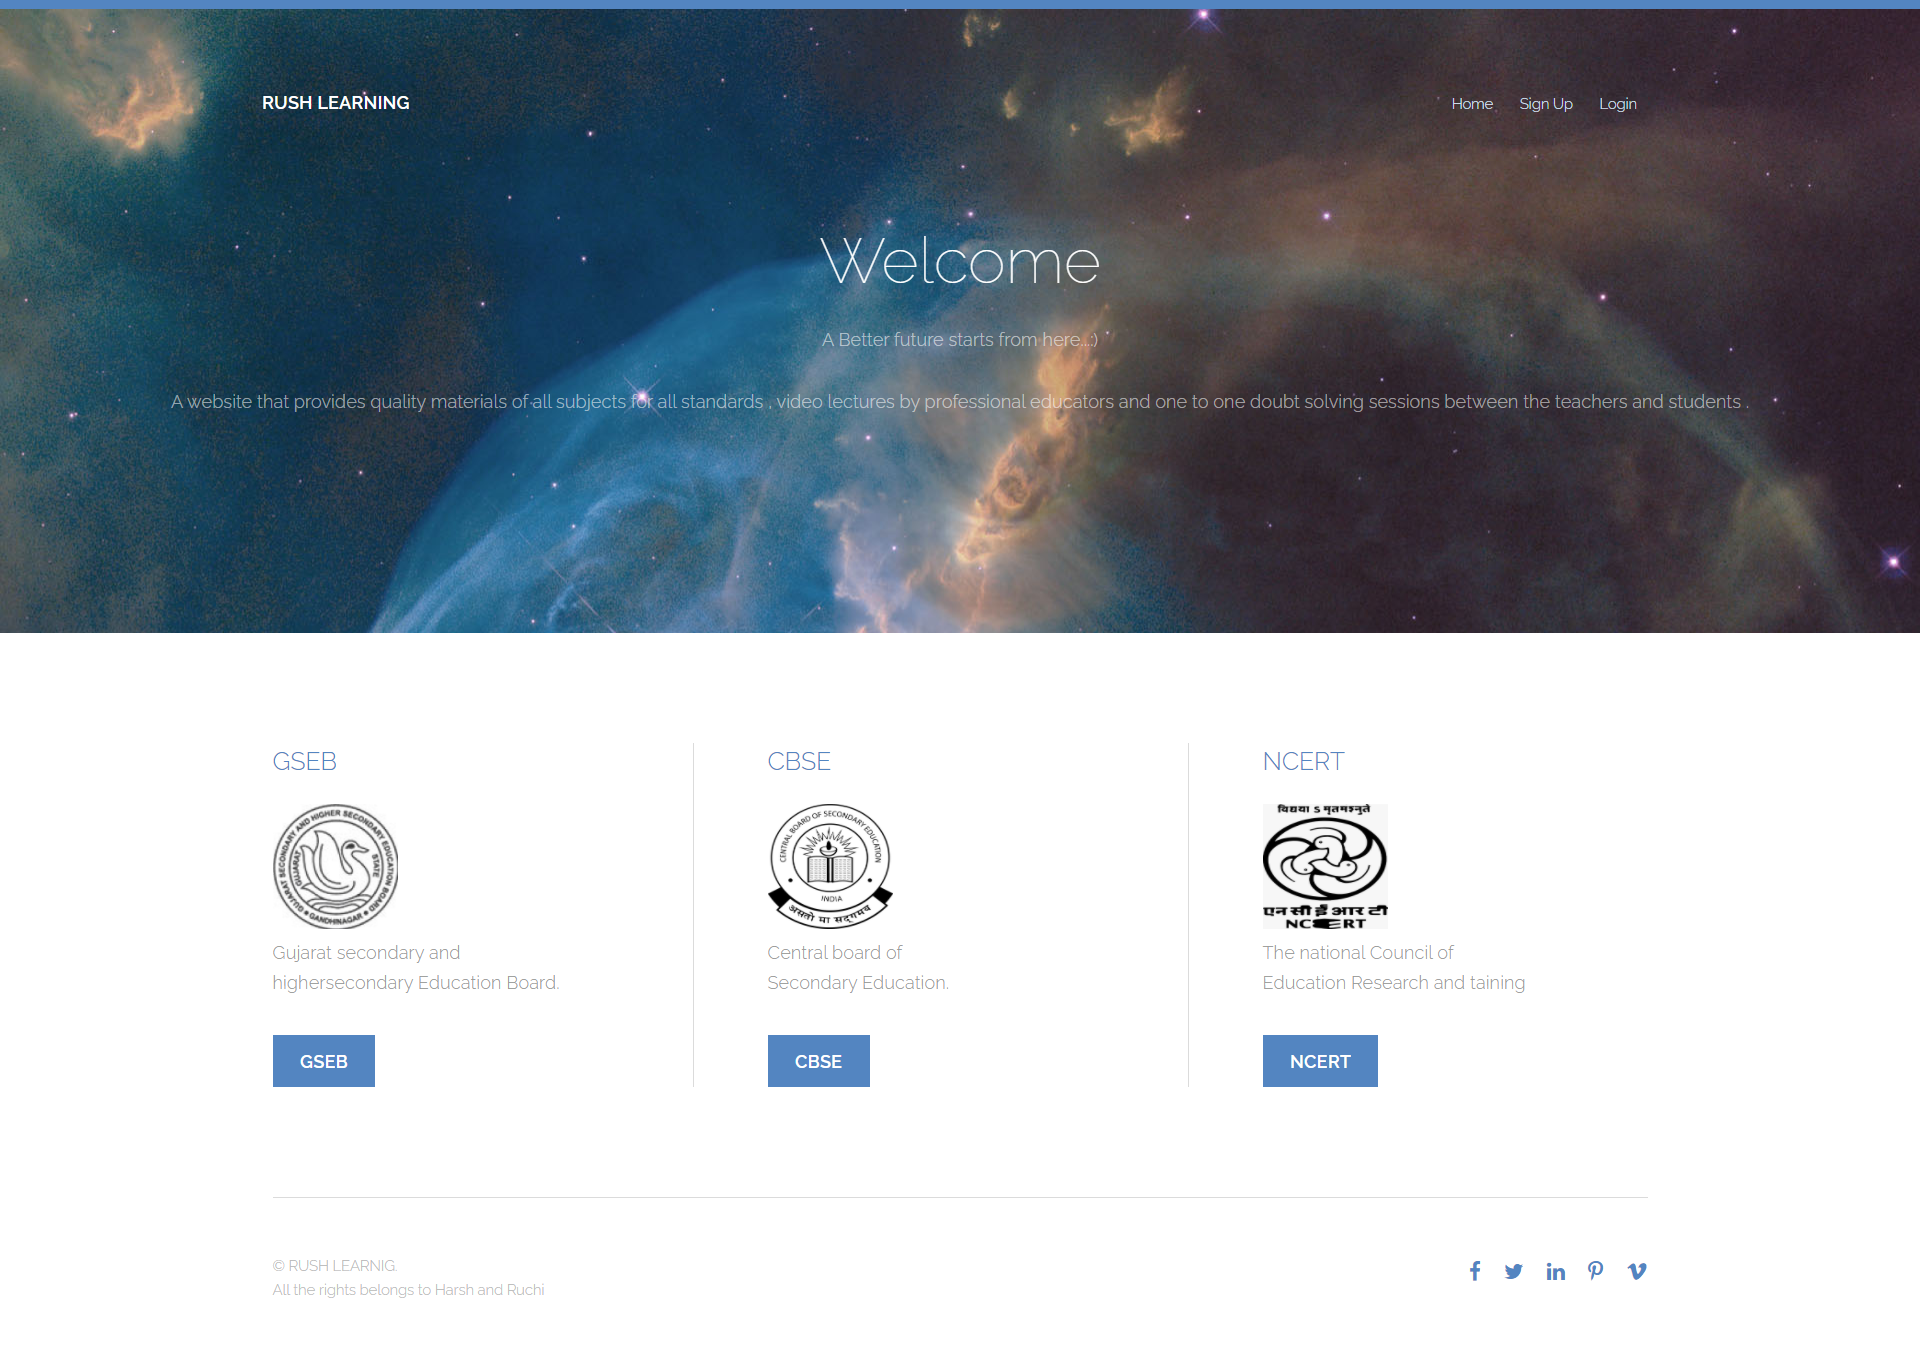 RUSH LEARNING
Home Sign Up Login
Welcome
A Better future starts from here...:)
A website that provides quality materials of all subjects for all standards , video lectures by professional educators and one to one doubt solving sessions between the teachers and students .
GSEB
GUJARAT SECONDARY AND HIGHER SECONDARY EDUCATION BOARD
GUJARAT STATE
GANDHINAGAR
Gujarat secondary and
highersecondary Education Board.
GSEB
CBSE
CENTRAL BOARD OF SECONDARY EDUCATION
INDIA
असतो मा सद्गमय
Central board of
Secondary Education.
CBSE
NCERT
विद्यया S मृतमश्नुते
एन सी ई आर टी
NCERT
The national Council of
Education Research and taining
NCERT
© RUSH LEARNIG.
All the rights belongs to Harsh and Ruchi